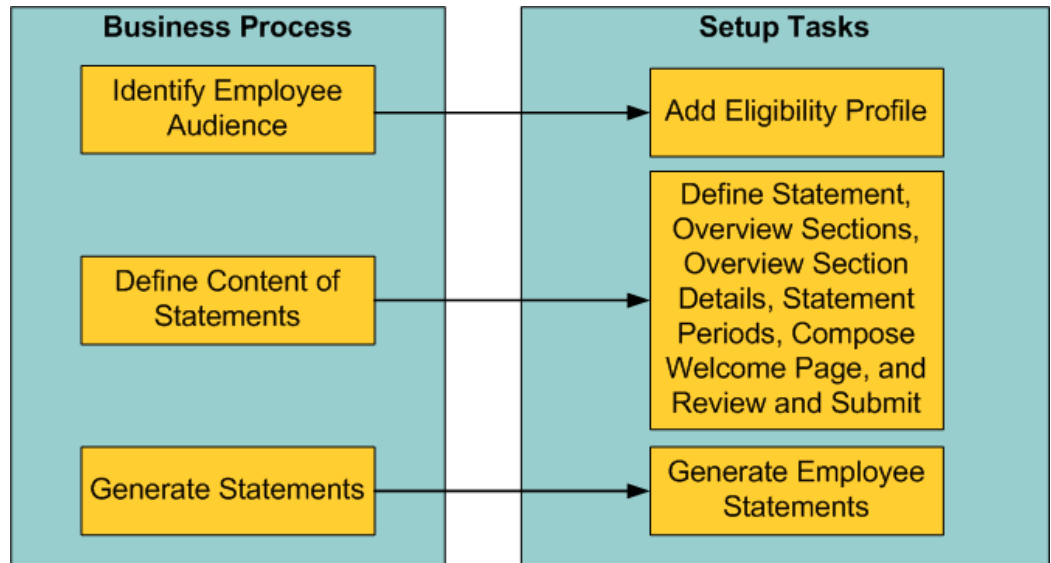 Business Process
Identify Employee
Audience
Define Content of
Statements
Generate Statements
Setup Tasks
Add Eligibility Profile
Define Statement,
Overview Sections,
Overview Section
Details, Statement
Periods, Compose
Welcome Page, and
Review and Submit
Generate Employee
Statements